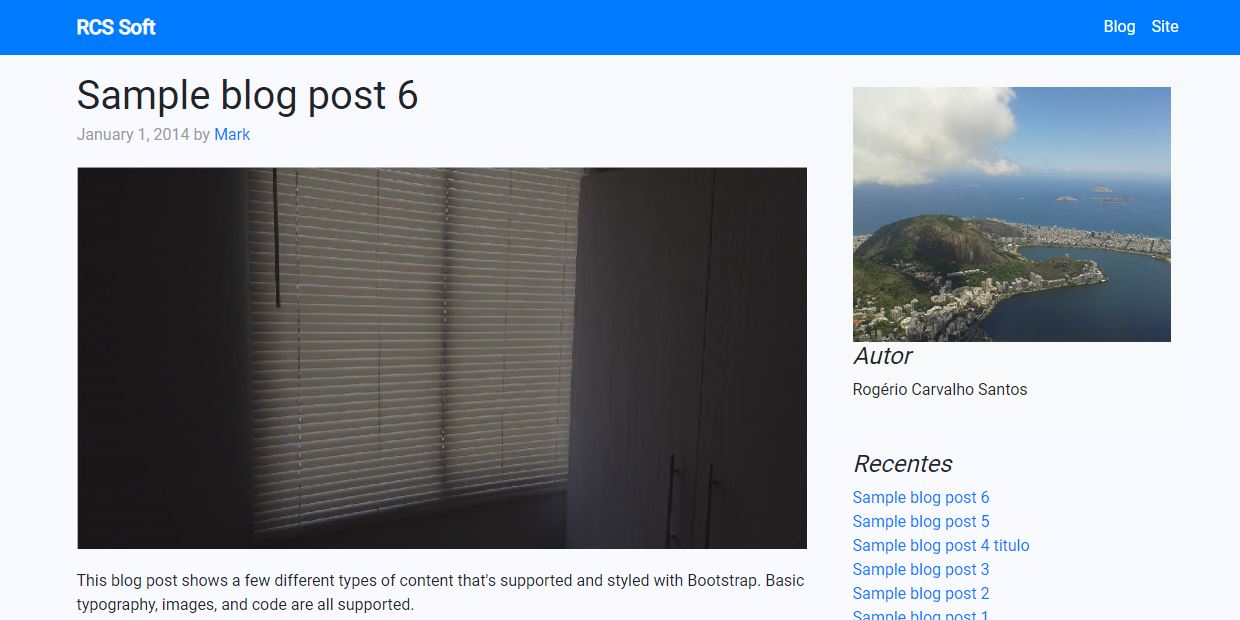 RCS Soft
Blog Site
Sample blog post 6
January 1, 2014 by Mark
This blog post shows a few different types of content that's supported and styled with Bootstrap. Basic
typography, images, and code are all supported.
Autor
Rogério Carvalho Santos
Recentes
Sample blog post 6
Sample blog post 5
Sample blog post 4 titulo
Sample blog post 3
Sample blog post 2
Sample blog post 1